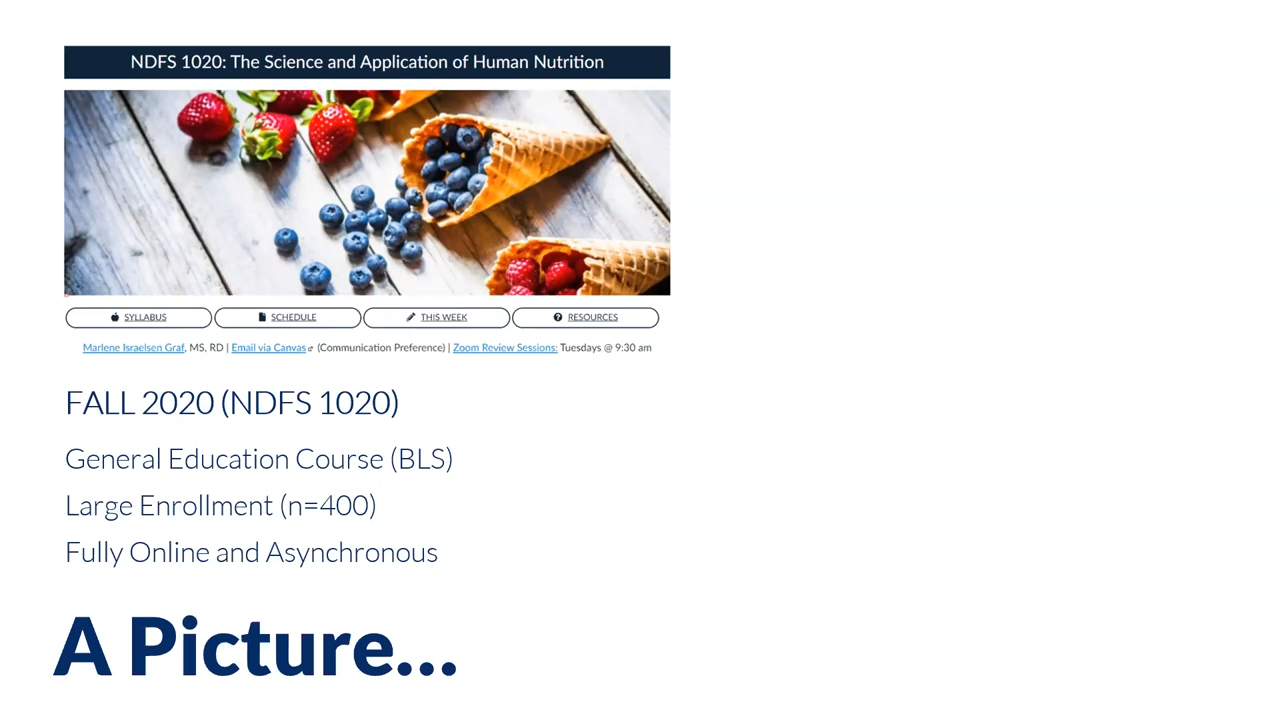 NDFS 1020: The Science and Application of Human Nutrition
SYLLABUS
SCHEDULE
THIS WEEK
RESOURCES
Marlene Israelsen Graf, MS, RD | Email via Canvas (Communication Preference) | Zoom Review Sessions: Tuesdays @ 9:30 am
FALL 2020 (NDFS 1020)
General Education Course (BLS)
Large Enrollment (n=400)
Fully Online and Asynchronous
A Picture...